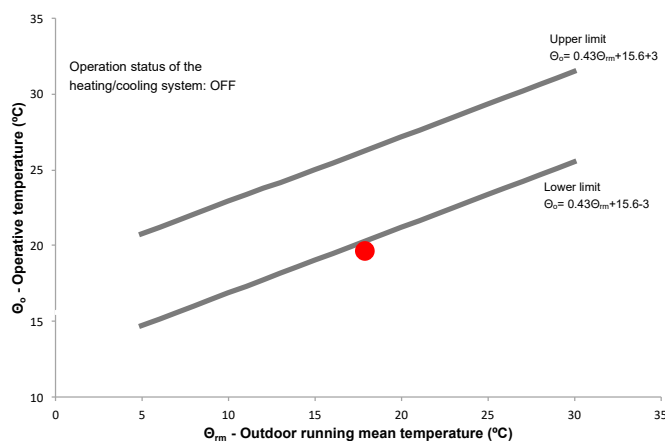 35
30
25
20
15
10
Θₒ - Operative temperature (ºC)
Operation status of the
heating/cooling system: OFF
Upper limit
Θₒ= 0.43Θᵣₘ+15.6+3
Lower limit
Θₒ= 0.43Θᵣₘ+15.6-3
0 5 10 15 20 25 30 35
Θᵣₘ - Outdoor running mean temperature (ºC)